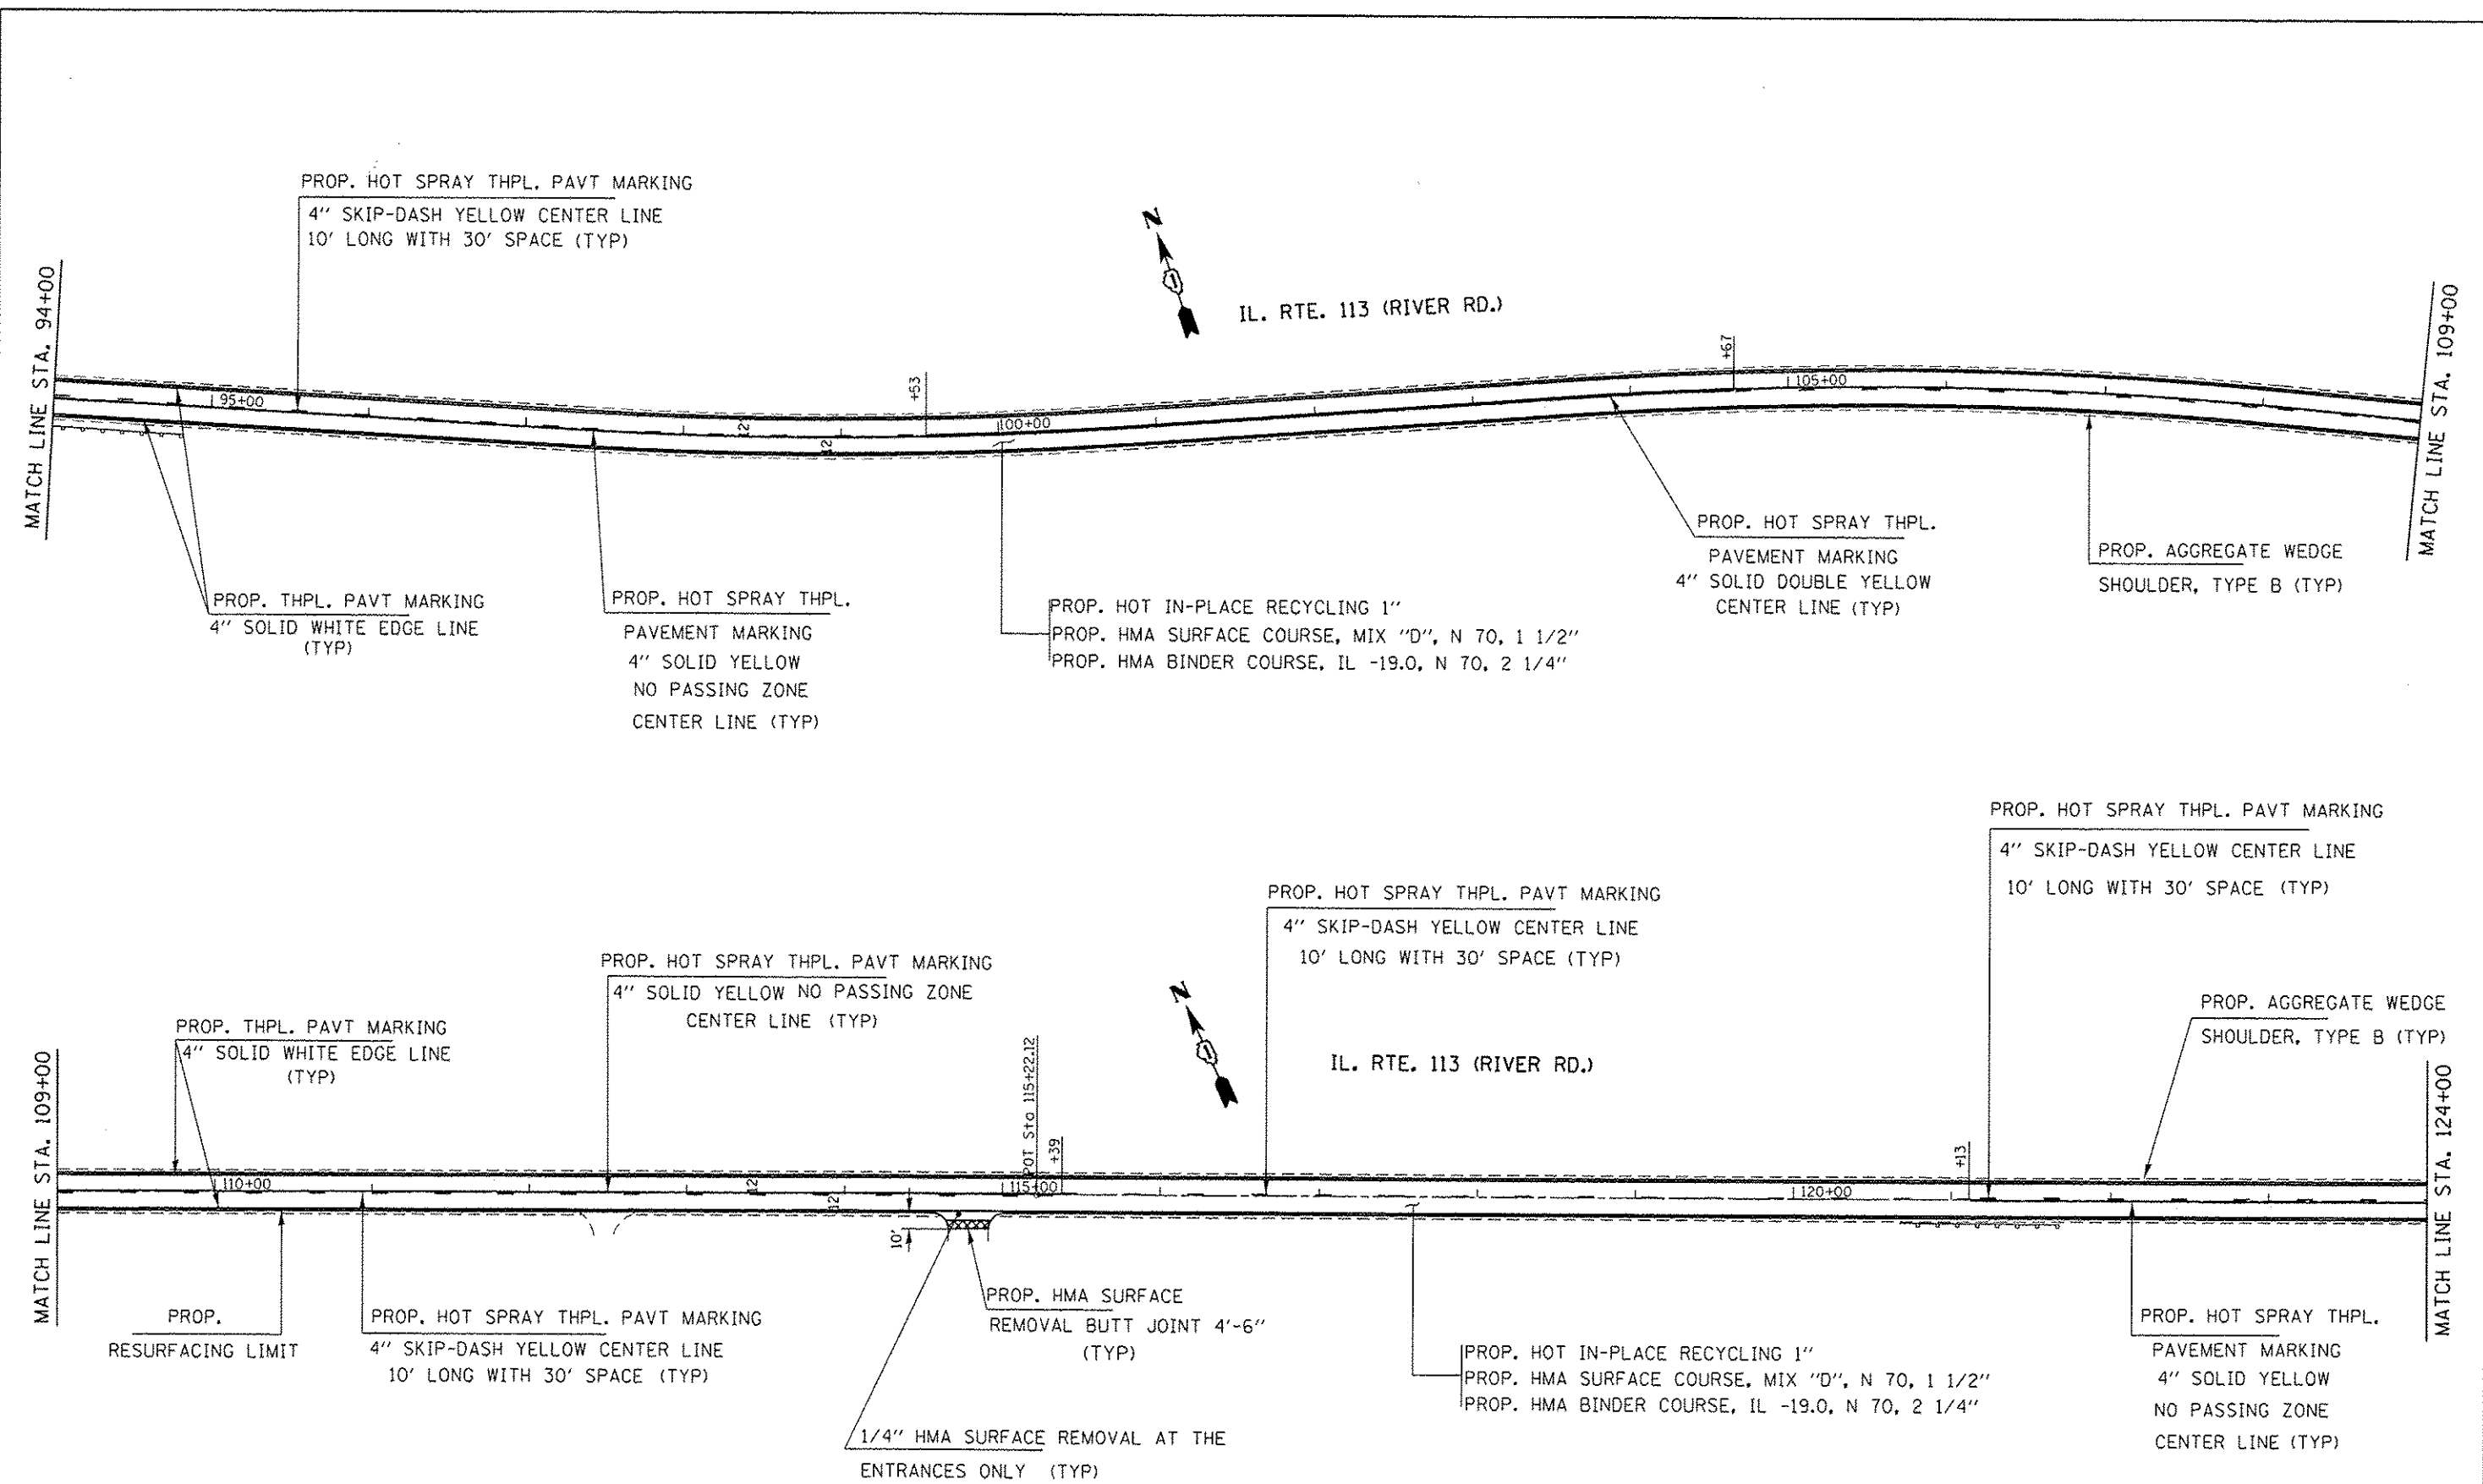 PROP. HOT SPRAY THPL. PAVT MARKING
4" SKIP-DASH YELLOW CENTER LINE
10' LONG WITH 30' SPACE (TYP)
N
IL. RTE. 113 (RIVER RD.)
MATCH LINE STA. 94+00
MATCH LINE STA. 109+00
95+00
12'
12'
+53
100+00
+67
105+00
PROP. THPL. PAVT MARKING
4" SOLID WHITE EDGE LINE
(TYP)
PROP. HOT SPRAY THPL.
PAVEMENT MARKING
4" SOLID YELLOW
NO PASSING ZONE
CENTER LINE (TYP)
PROP. HOT IN-PLACE RECYCLING 1"
PROP. HMA SURFACE COURSE, MIX "D", N 70, 1 1/2"
PROP. HMA BINDER COURSE, IL -19.0, N 70, 2 1/4"
PROP. HOT SPRAY THPL.
PAVEMENT MARKING
4" SOLID DOUBLE YELLOW
CENTER LINE (TYP)
PROP. AGGREGATE WEDGE
SHOULDER, TYPE B (TYP)
PROP. HOT SPRAY THPL. PAVT MARKING
4" SKIP-DASH YELLOW CENTER LINE
10' LONG WITH 30' SPACE (TYP)
PROP. HOT SPRAY THPL. PAVT MARKING
4" SKIP-DASH YELLOW CENTER LINE
10' LONG WITH 30' SPACE (TYP)
PROP. HOT SPRAY THPL. PAVT MARKING
4" SOLID YELLOW NO PASSING ZONE
CENTER LINE (TYP)
PROP. THPL. PAVT MARKING
4" SOLID WHITE EDGE LINE
(TYP)
N
IL. RTE. 113 (RIVER RD.)
PROP. AGGREGATE WEDGE
SHOULDER, TYPE B (TYP)
MATCH LINE STA. 109+00
MATCH LINE STA. 124+00
110+00
12'
12'
10'
POT Sta 115+22.12
+39
115+00
120+00
+13
PROP.
RESURFACING LIMIT
PROP. HOT SPRAY THPL. PAVT MARKING
4" SKIP-DASH YELLOW CENTER LINE
10' LONG WITH 30' SPACE (TYP)
PROP. HMA SURFACE
REMOVAL BUTT JOINT 4'-6"
(TYP)
1/4" HMA SURFACE REMOVAL AT THE
ENTRANCES ONLY (TYP)
PROP. HOT IN-PLACE RECYCLING 1"
PROP. HMA SURFACE COURSE, MIX "D", N 70, 1 1/2"
PROP. HMA BINDER COURSE, IL -19.0, N 70, 2 1/4"
PROP. HOT SPRAY THPL.
PAVEMENT MARKING
4" SOLID YELLOW
NO PASSING ZONE
CENTER LINE (TYP)